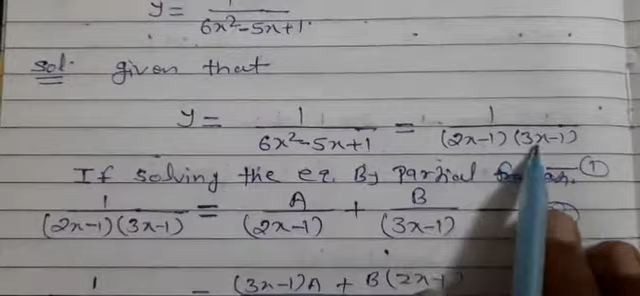 y = 1/(6x²-5x+1)
Sol. given that
y = 1/(6x²-5x+1) = 1/((2x-1)(3x-1))
If solving the eq. By partial ①
1/((2x-1)(3x-1)) = A/(2x-1) + B/(3x-1)
1 = (3x-1)A + B(2x-1